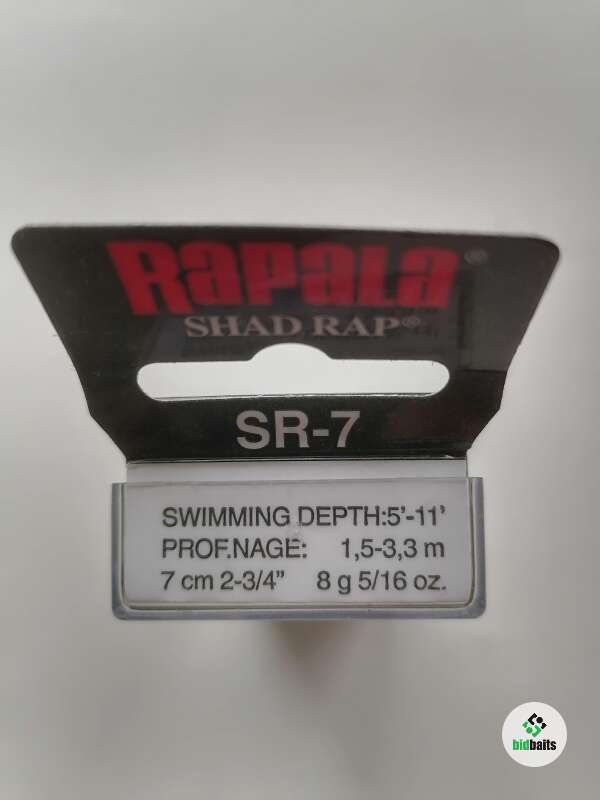 RAPALA®
SHAD RAP®
SR-7
SWIMMING DEPTH:5'-11'
PROF.NAGE: 1,5-3,3 m
7 cm 2-3/4" 8 g 5/16 oz.
bidbaits